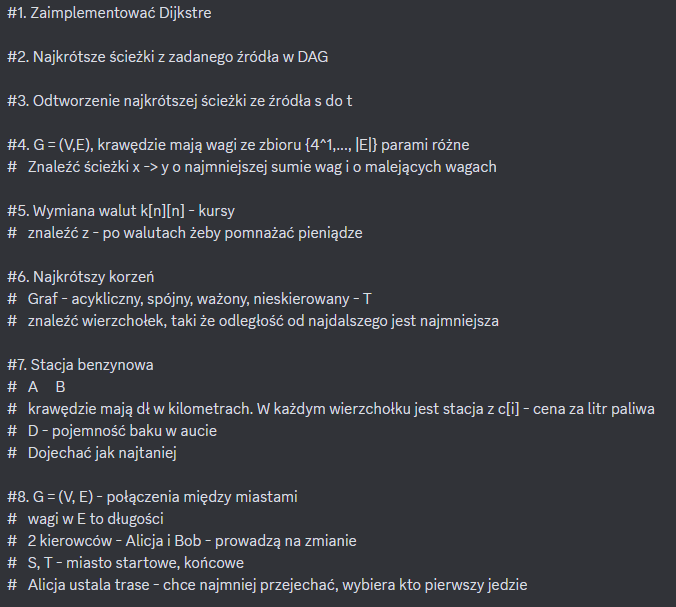 #1. Zaimplementować Dijkstre
#2. Najkrótsze ścieżki z zadanego źródła w DAG
#3. Odtworzenie najkrótszej ścieżki ze źródła s do t
#4. G = (V,E), krawędzie mają wagi ze zbioru {4^1,..., |E|} parami różne
# Znaleźć ścieżki x -> y o najmniejszej sumie wag i o malejących wagach
#5. Wymiana walut k[n][n] - kursy
# znaleźć z - po walutach żeby pomnażać pieniądze
#6. Najkrótszy korzeń
# Graf - acykliczny, spójny, ważony, nieskierowany - T
# znaleźć wierzchołek, taki że odległość od najdalszego jest najmniejsza
#7. Stacja benzynowa
# A B
# krawędzie mają dł w kilometrach. W każdym wierzchołku jest stacja z c[i] - cena za litr paliwa
# D - pojemność baku w aucie
# Dojechać jak najtaniej
#8. G = (V, E) - połączenia między miastami
# wagi w E to długości
# 2 kierowców - Alicja i Bob - prowadzą na zmianie
# S, T - miasto startowe, końcowe
# Alicja ustala trase - chce najmniej przejechać, wybiera kto pierwszy jedzie